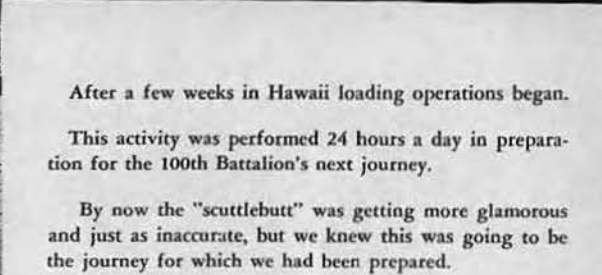 After a few weeks in Hawaii loading operations began.
This activity was performed 24 hours a day in prepara-
tion for the 100th Battalion's next journey.
By now the "scuttlebutt" was getting more glamorous
and just as inaccurate, but we knew this was going to be
the journey for which we had been prepared.